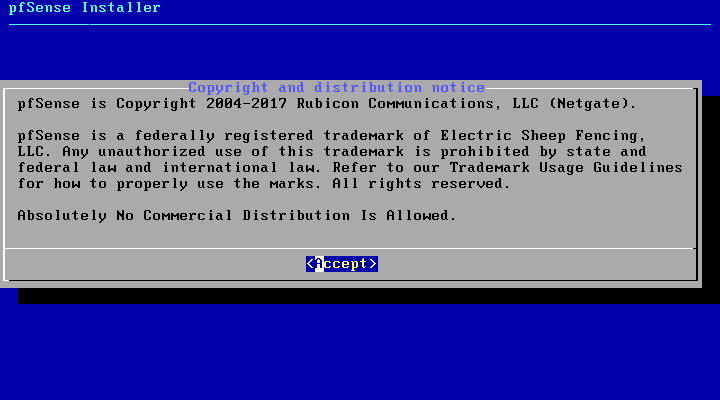 pfSense Installer
Copyright and distribution notice
pfSense is Copyright 2004-2017 Rubicon Communications, LLC (Netgate).
pfSense is a federally registered trademark of Electric Sheep Fencing,
LLC. Any unauthorized use of this trademark is prohibited by state and
federal law and international law. Refer to our Trademark Usage Guidelines
for how to properly use the marks. All rights reserved.
Absolutely No Commercial Distribution Is Allowed.
<Accept>